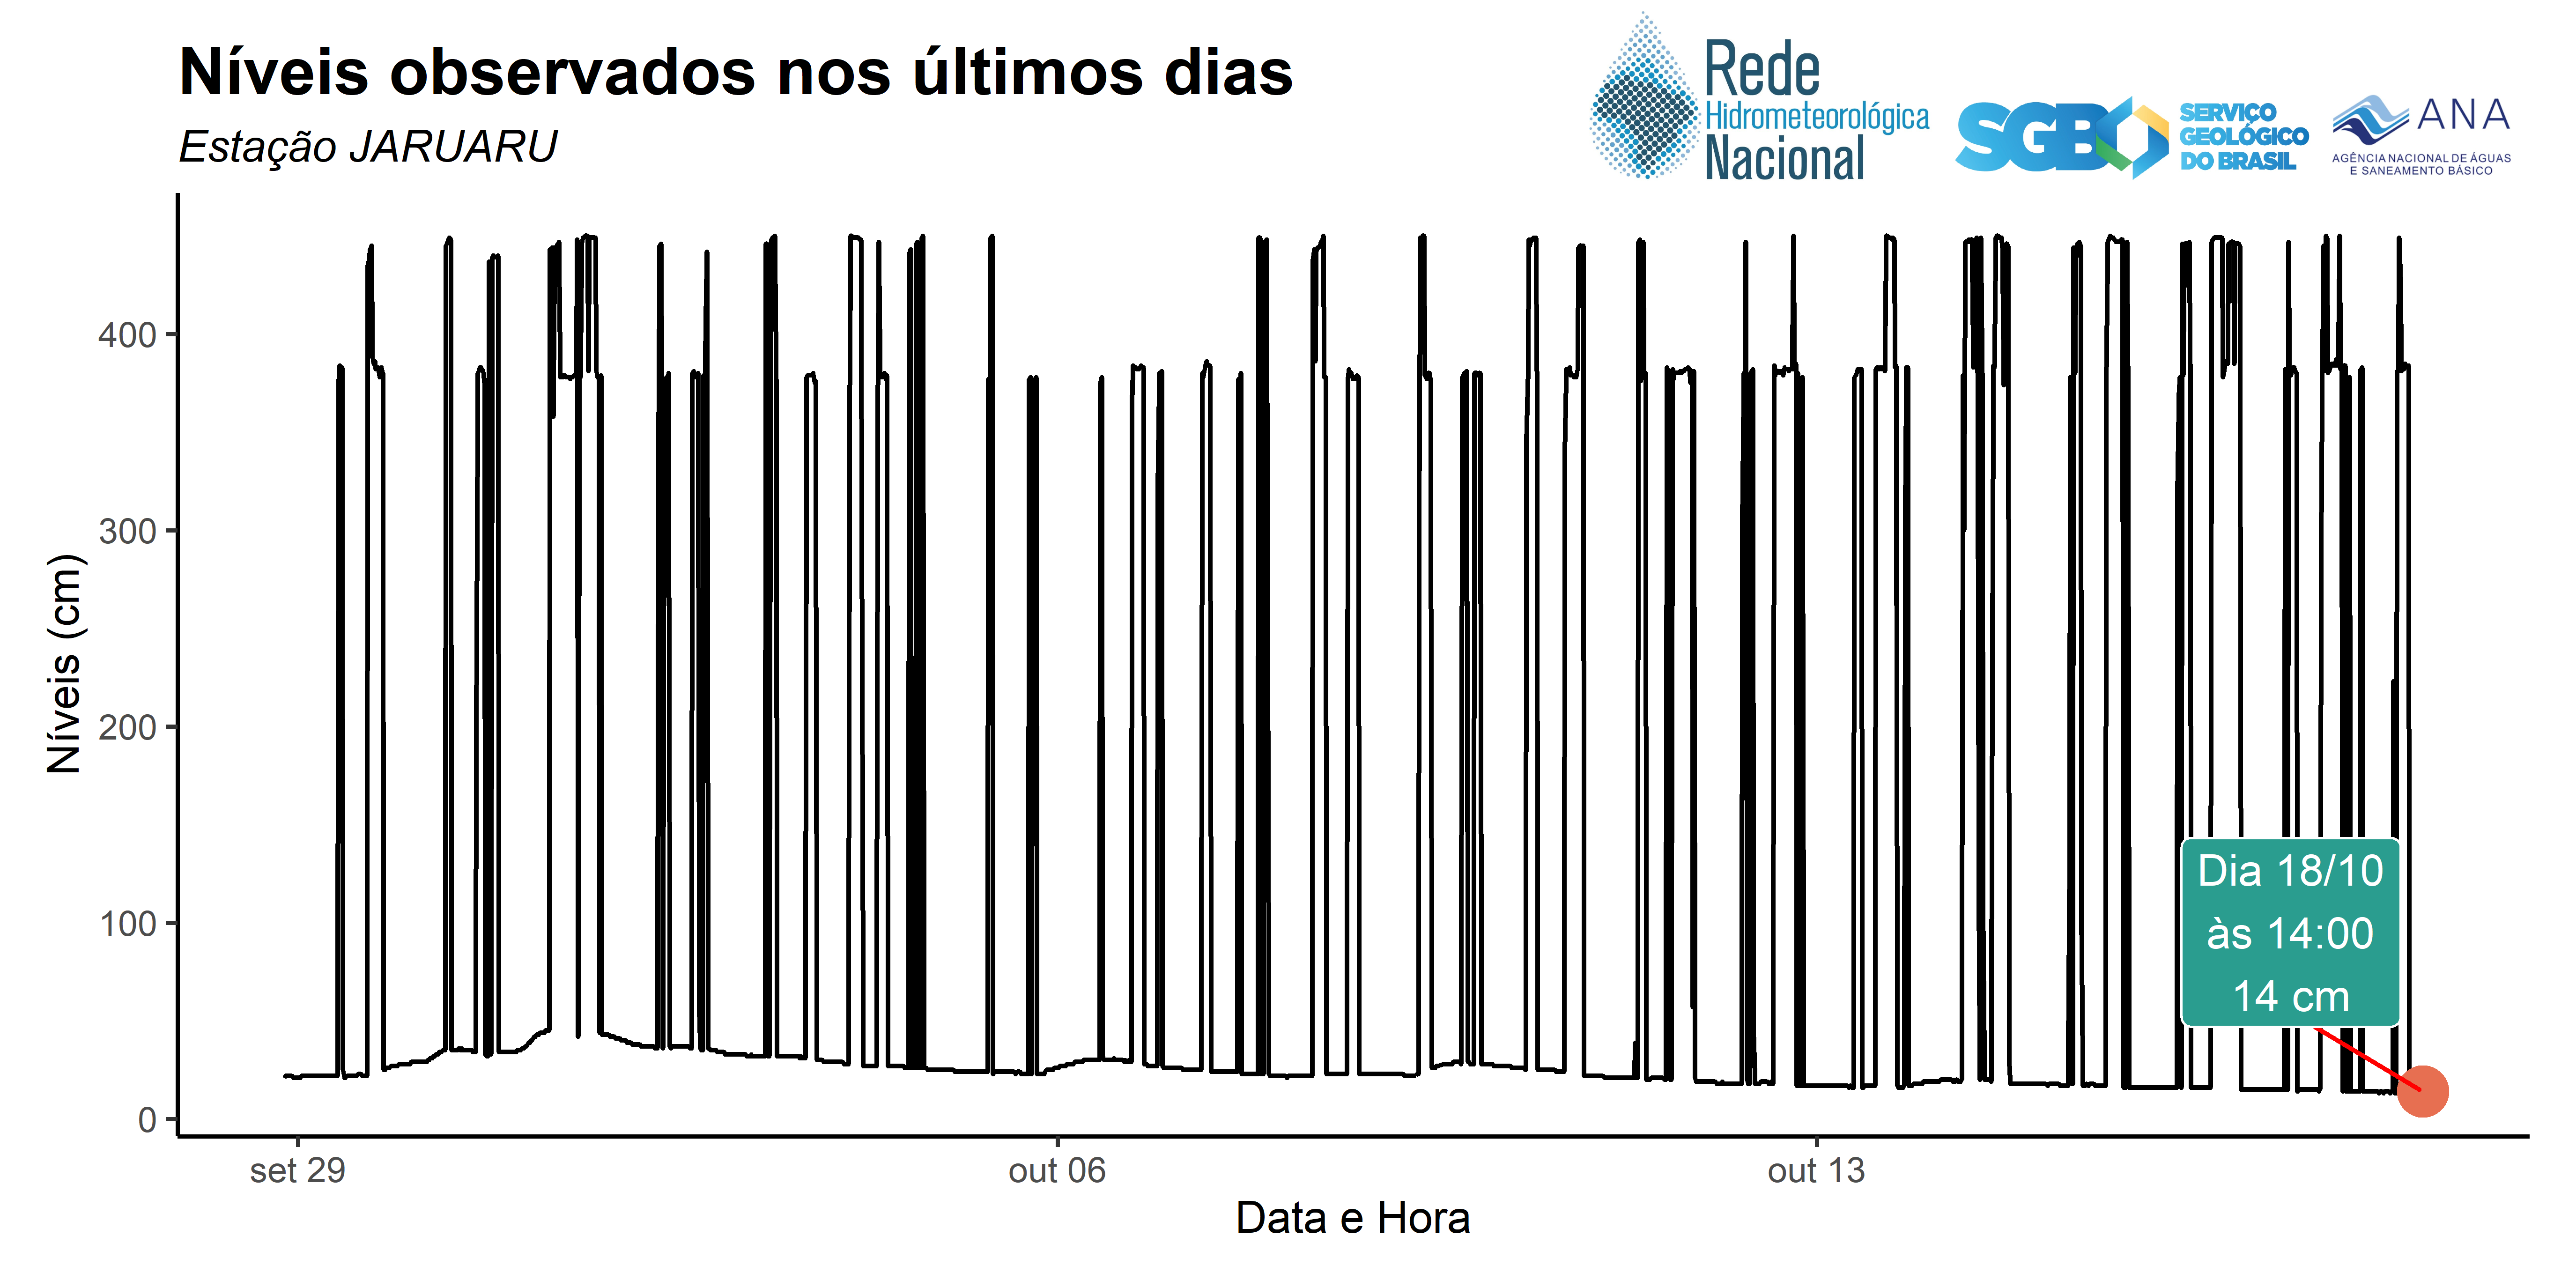 Níveis observados nos últimos dias
Estação JARUARU
Rede
Hidrometeorológica
Nacional
SGB
SERVIÇO
GEOLÓGICO
DO BRASIL
ANA
AGÊNCIA NACIONAL DE ÁGUAS
E SANEAMENTO BÁSICO
Níveis (cm)
400
300
200
100
0
Dia 18/10
às 14:00
14 cm
set 29
out 06
out 13
Data e Hora